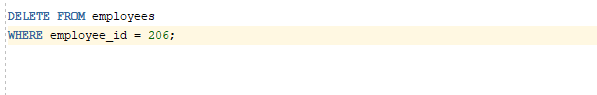 DELETE FROM employees
WHERE employee_id = 206;